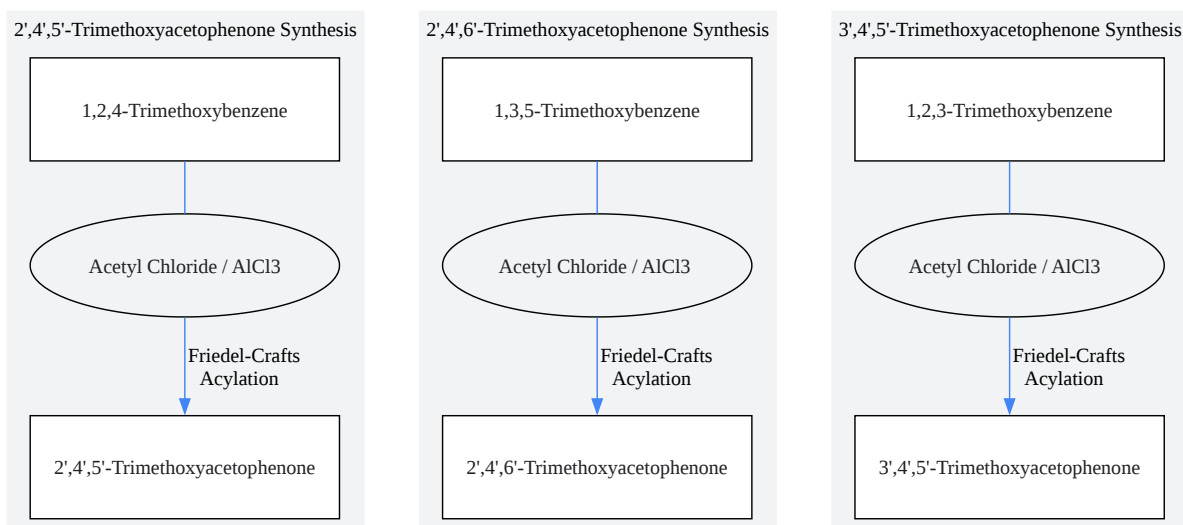 2',4',5'-Trimethoxyacetophenone Synthesis
1,2,4-Trimethoxybenzene
Acetyl Chloride / AlCl3
Friedel-Crafts
Acylation
2',4',5'-Trimethoxyacetophenone
2',4',6'-Trimethoxyacetophenone Synthesis
1,3,5-Trimethoxybenzene
Acetyl Chloride / AlCl3
Friedel-Crafts
Acylation
2',4',6'-Trimethoxyacetophenone
3',4',5'-Trimethoxyacetophenone Synthesis
1,2,3-Trimethoxybenzene
Acetyl Chloride / AlCl3
Friedel-Crafts
Acylation
3',4',5'-Trimethoxyacetophenone